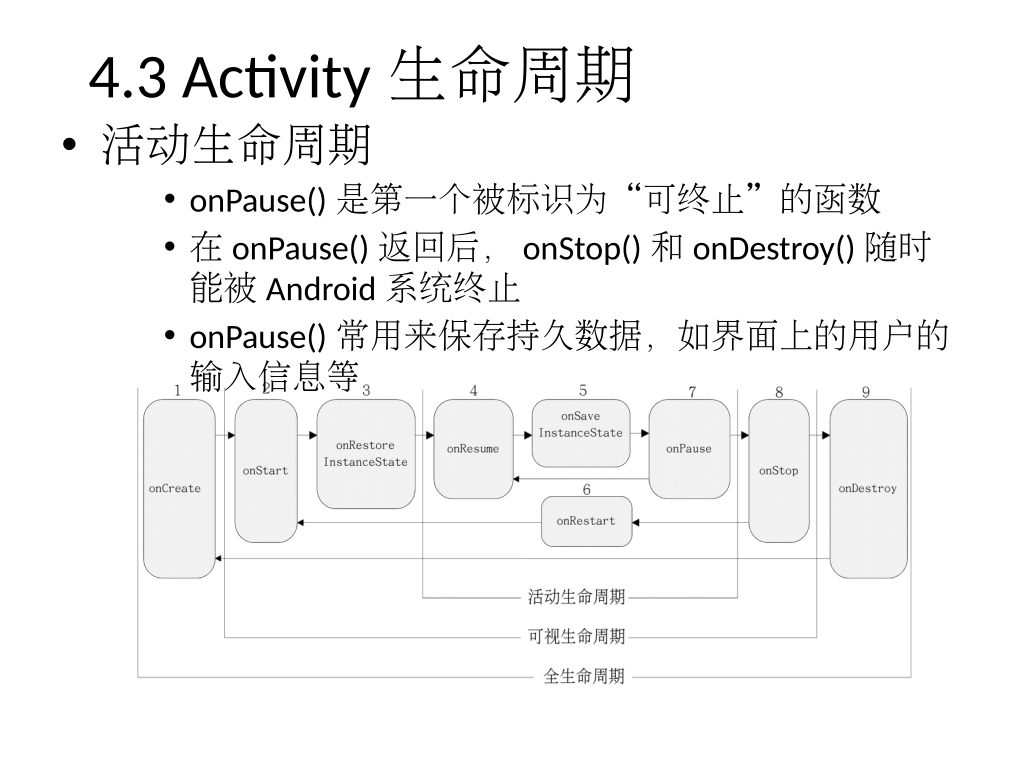 4.3 Activity 生命周期
• 活动生命周期
• onPause() 是第一个被标识为“可终止”的函数
• 在 onPause() 返回后， onStop() 和 onDestroy() 随时
能被 Android 系统终止
• onPause() 常用来保存持久数据，如界面上的用户的
输入信息等
1 2 3 4 5 7 8 9
onSave
InstanceState
onRestore
InstanceState
onResume
onPause
onStart
onStop
onCreate
onDestroy
6
onRestart
活动生命周期
可视生命周期
全生命周期